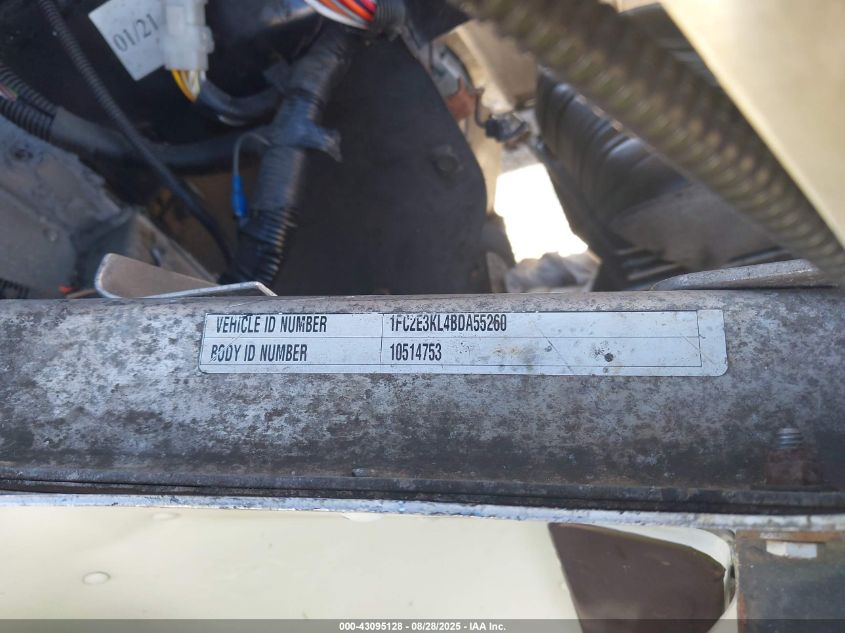 01/21
VEHICLE ID NUMBER 1FC2E3KL4BDA55260
BODY ID NUMBER 10514753
000-43095128 - 08/28/2025 - IAA Inc.